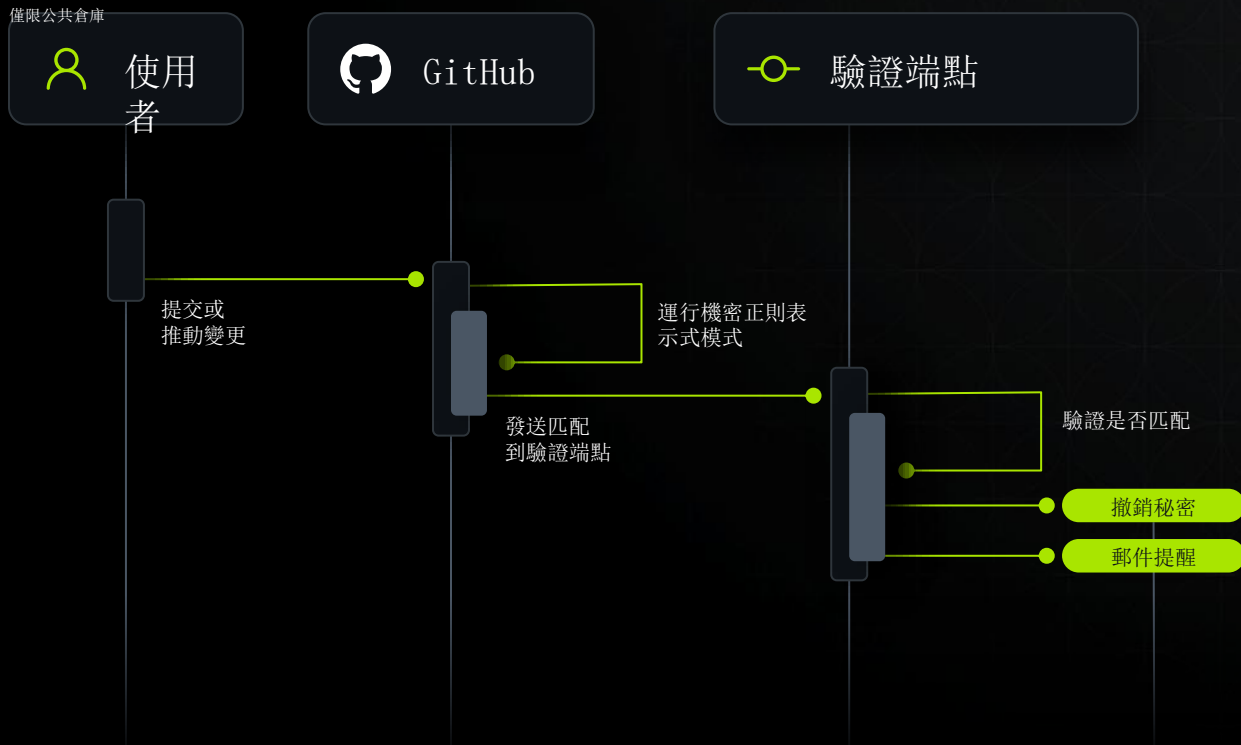 僅限公共倉庫
使用
者
GitHub
驗證端點
提交或
推動變更
運行機密正則表
示式模式
發送匹配
到驗證端點
驗證是否匹配
撤銷秘密
郵件提醒